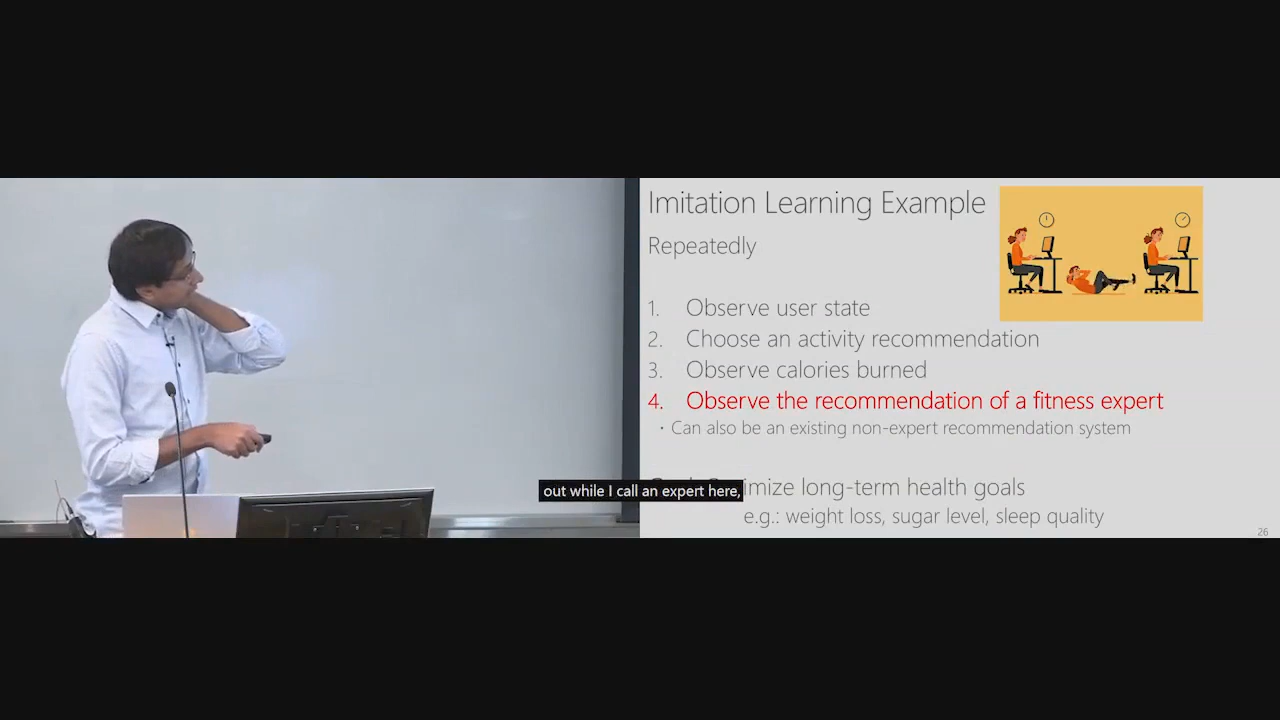 Imitation Learning Example
Repeatedly
1. Observe user state
2. Choose an activity recommendation
3. Observe calories burned
4. Observe the recommendation of a fitness expert
· Can also be an existing non-expert recommendation system
out while I call an expert here,
long-term health goals
e.g.: weight loss, sugar level, sleep quality
26